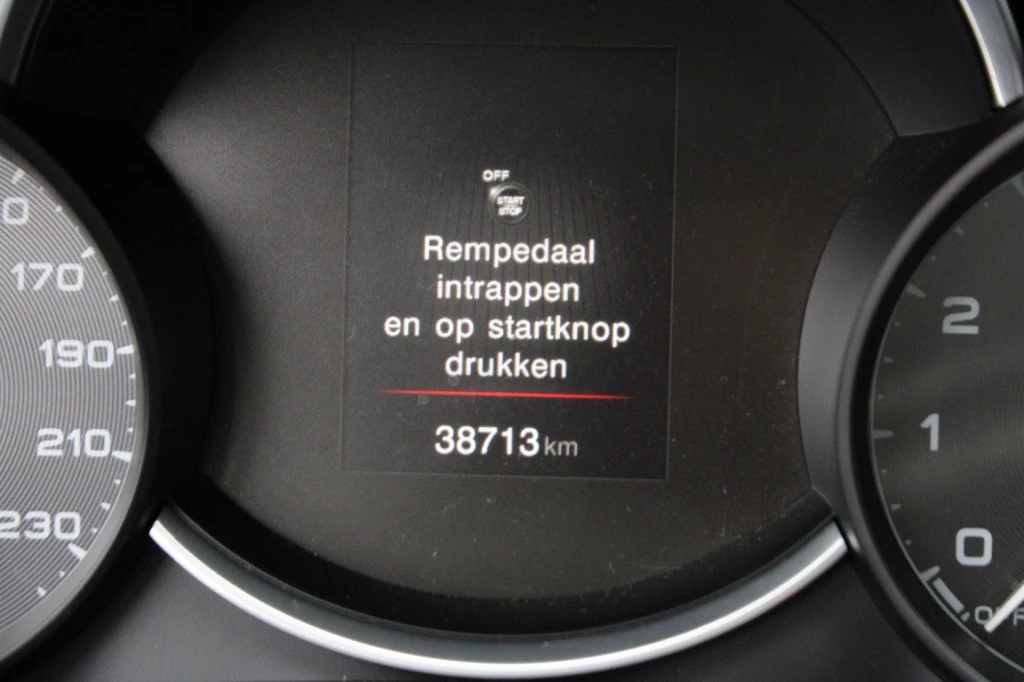 OFF
START
STOP
Rempedaal
intrappen
en op startknop
drukken
38713 km
170
190
210
230
2
1
0